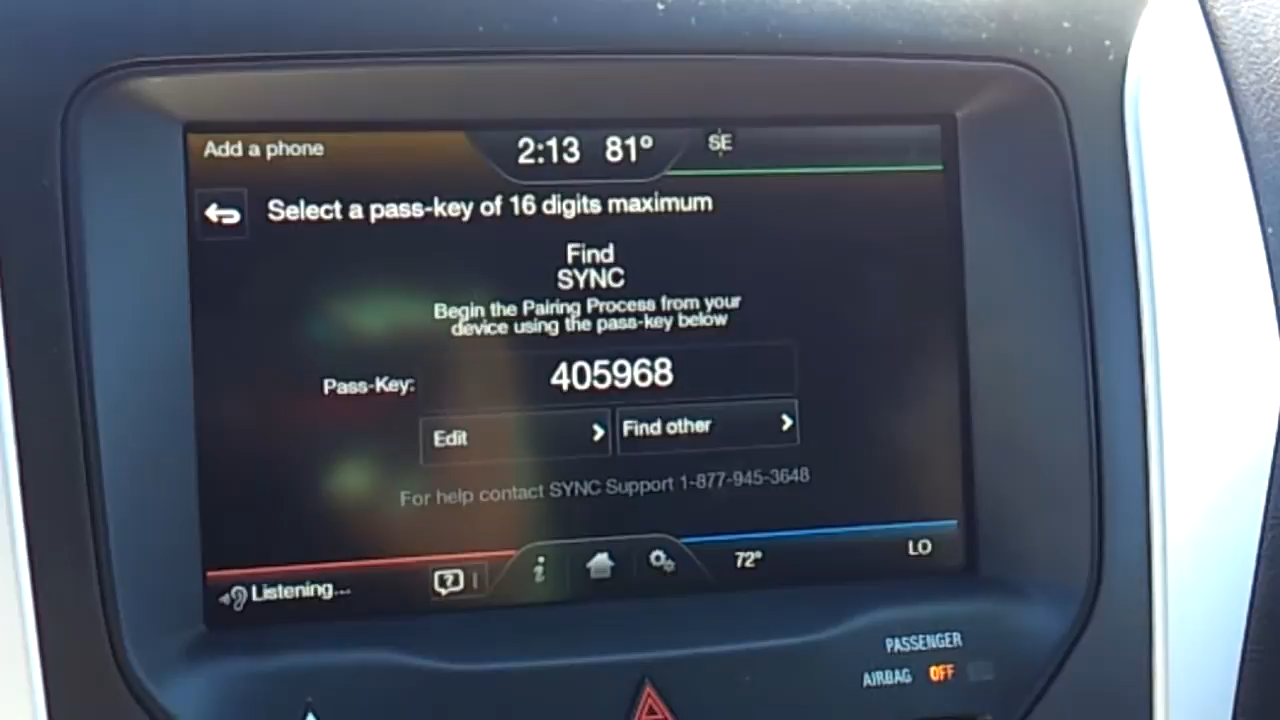 Add a phone
2:13 81°
SE
Select a pass-key of 16 digits maximum
Find
SYNC
Begin the Pairing Process from your
device using the pass-key below
Pass-Key: 405968
Edit
Find other
For help contact SYNC Support 1-877-945-3648
Listening...
72°
LO
PASSENGER
AIRBAG OFF